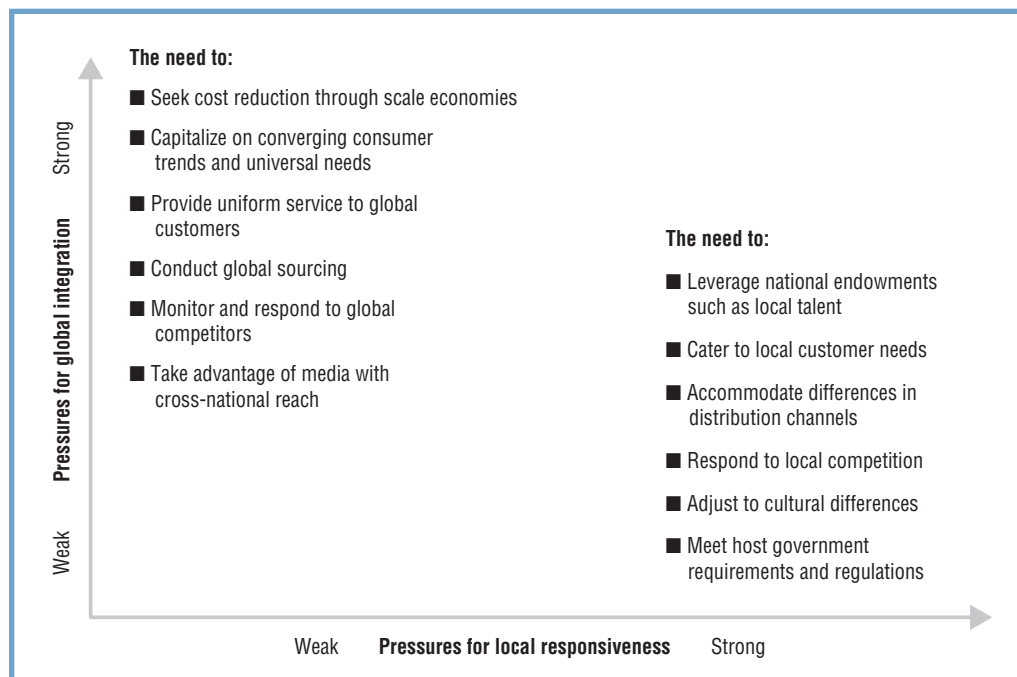 The need to:
■ Seek cost reduction through scale economies
■ Capitalize on converging consumer
trends and universal needs
■ Provide uniform service to global
customers
■ Conduct global sourcing
■ Monitor and respond to global
competitors
■ Take advantage of media with
cross-national reach
The need to:
■ Leverage national endowments
such as local talent
■ Cater to local customer needs
■ Accommodate differences in
distribution channels
■ Respond to local competition
■ Adjust to cultural differences
■ Meet host government
requirements and regulations
Strong
Pressures for global integration
Weak
Weak
Pressures for local responsiveness
Strong